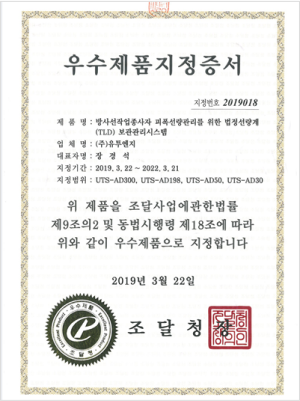 우수제품지정증서
지정번호 2019018
제 품 명 : 방사선작업종사자 피폭선량관리를 위한 법정선량계
(TLD) 보관관리시스템
업 체 명 : (주)유투엔지
대표자명 : 장 경 석
지정기간 : 2019. 3. 22 ~ 2022. 3. 21
지정범위 : UTS-AD300, UTS-AD198, UTS-AD50, UTS-AD30
위 제품을 조달사업에관한법률
제9조의2 및 동법시행령 제18조에 따라
위와 같이 우수제품으로 지정합니다
2019년 3월 22일
조 달 청 장